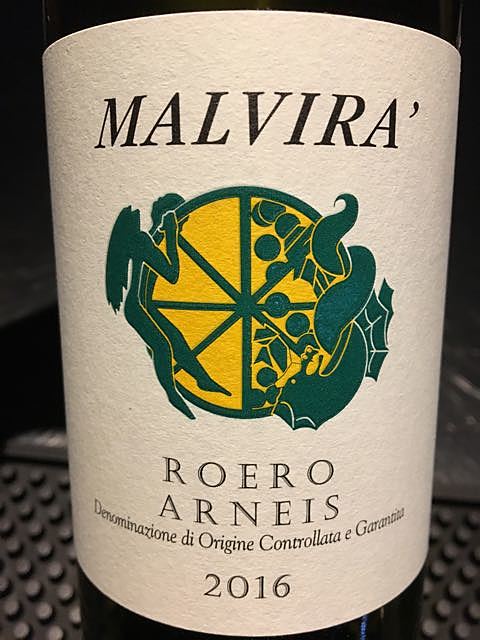 MALVIRA'
ROERO
ARNEIS
Denominazione di Origine Controllata e Garantita
2016